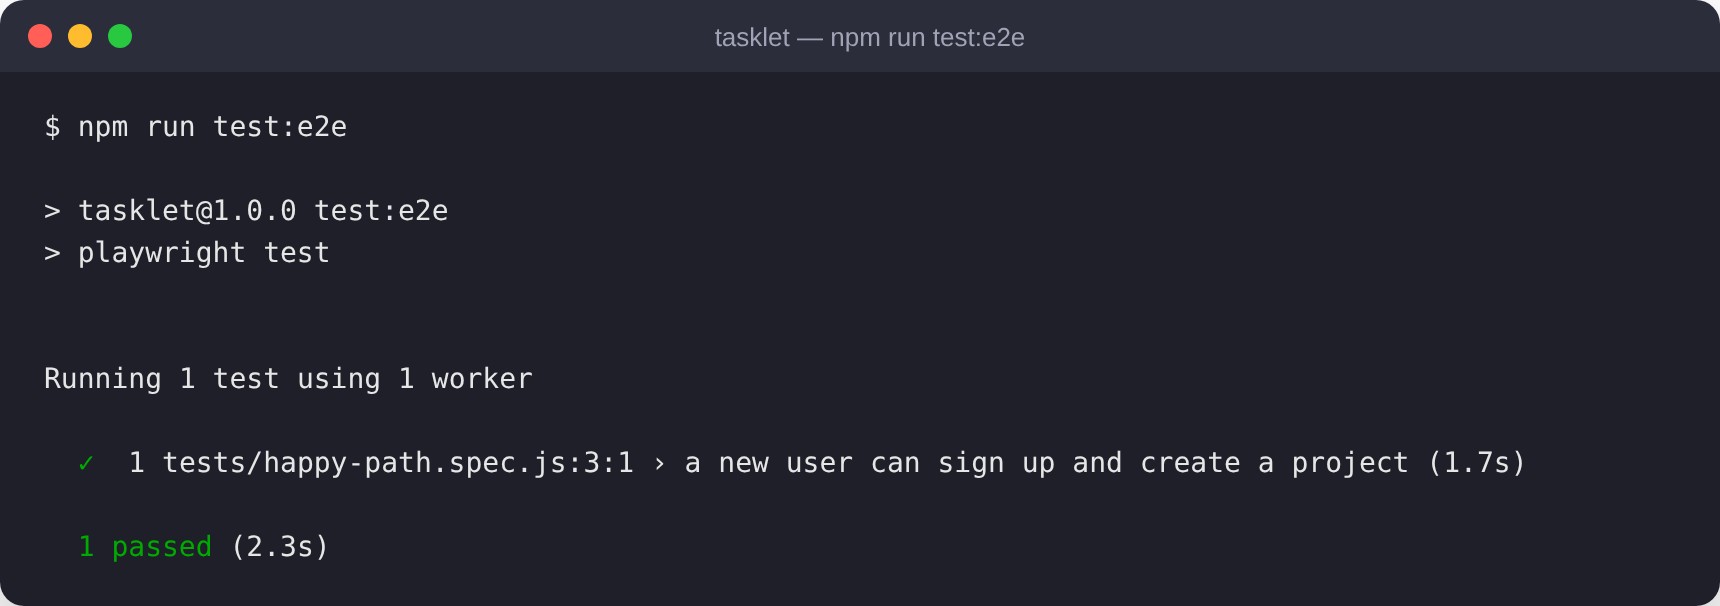 tasklet — npm run test:e2e
$ npm run test:e2e
> tasklet@1.0.0 test:e2e
> playwright test
Running 1 test using 1 worker
✓  1 tests/happy-path.spec.js:3:1 › a new user can sign up and create a project (1.7s)
1 passed (2.3s)